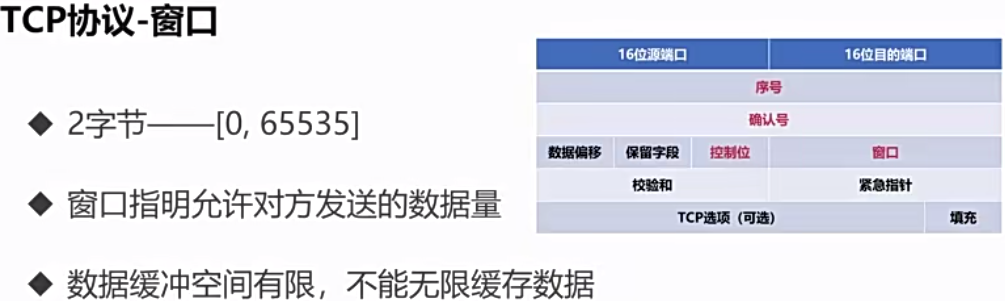 TCP协议-窗口
◆ 2字节——[0, 65535]
◆ 窗口指明允许对方发送的数据量
◆ 数据缓冲空间有限，不能无限缓存数据
16位源端口 16位目的端口
序号
确认号
数据偏移 保留字段 控制位 窗口
校验和 紧急指针
TCP选项（可选） 填充